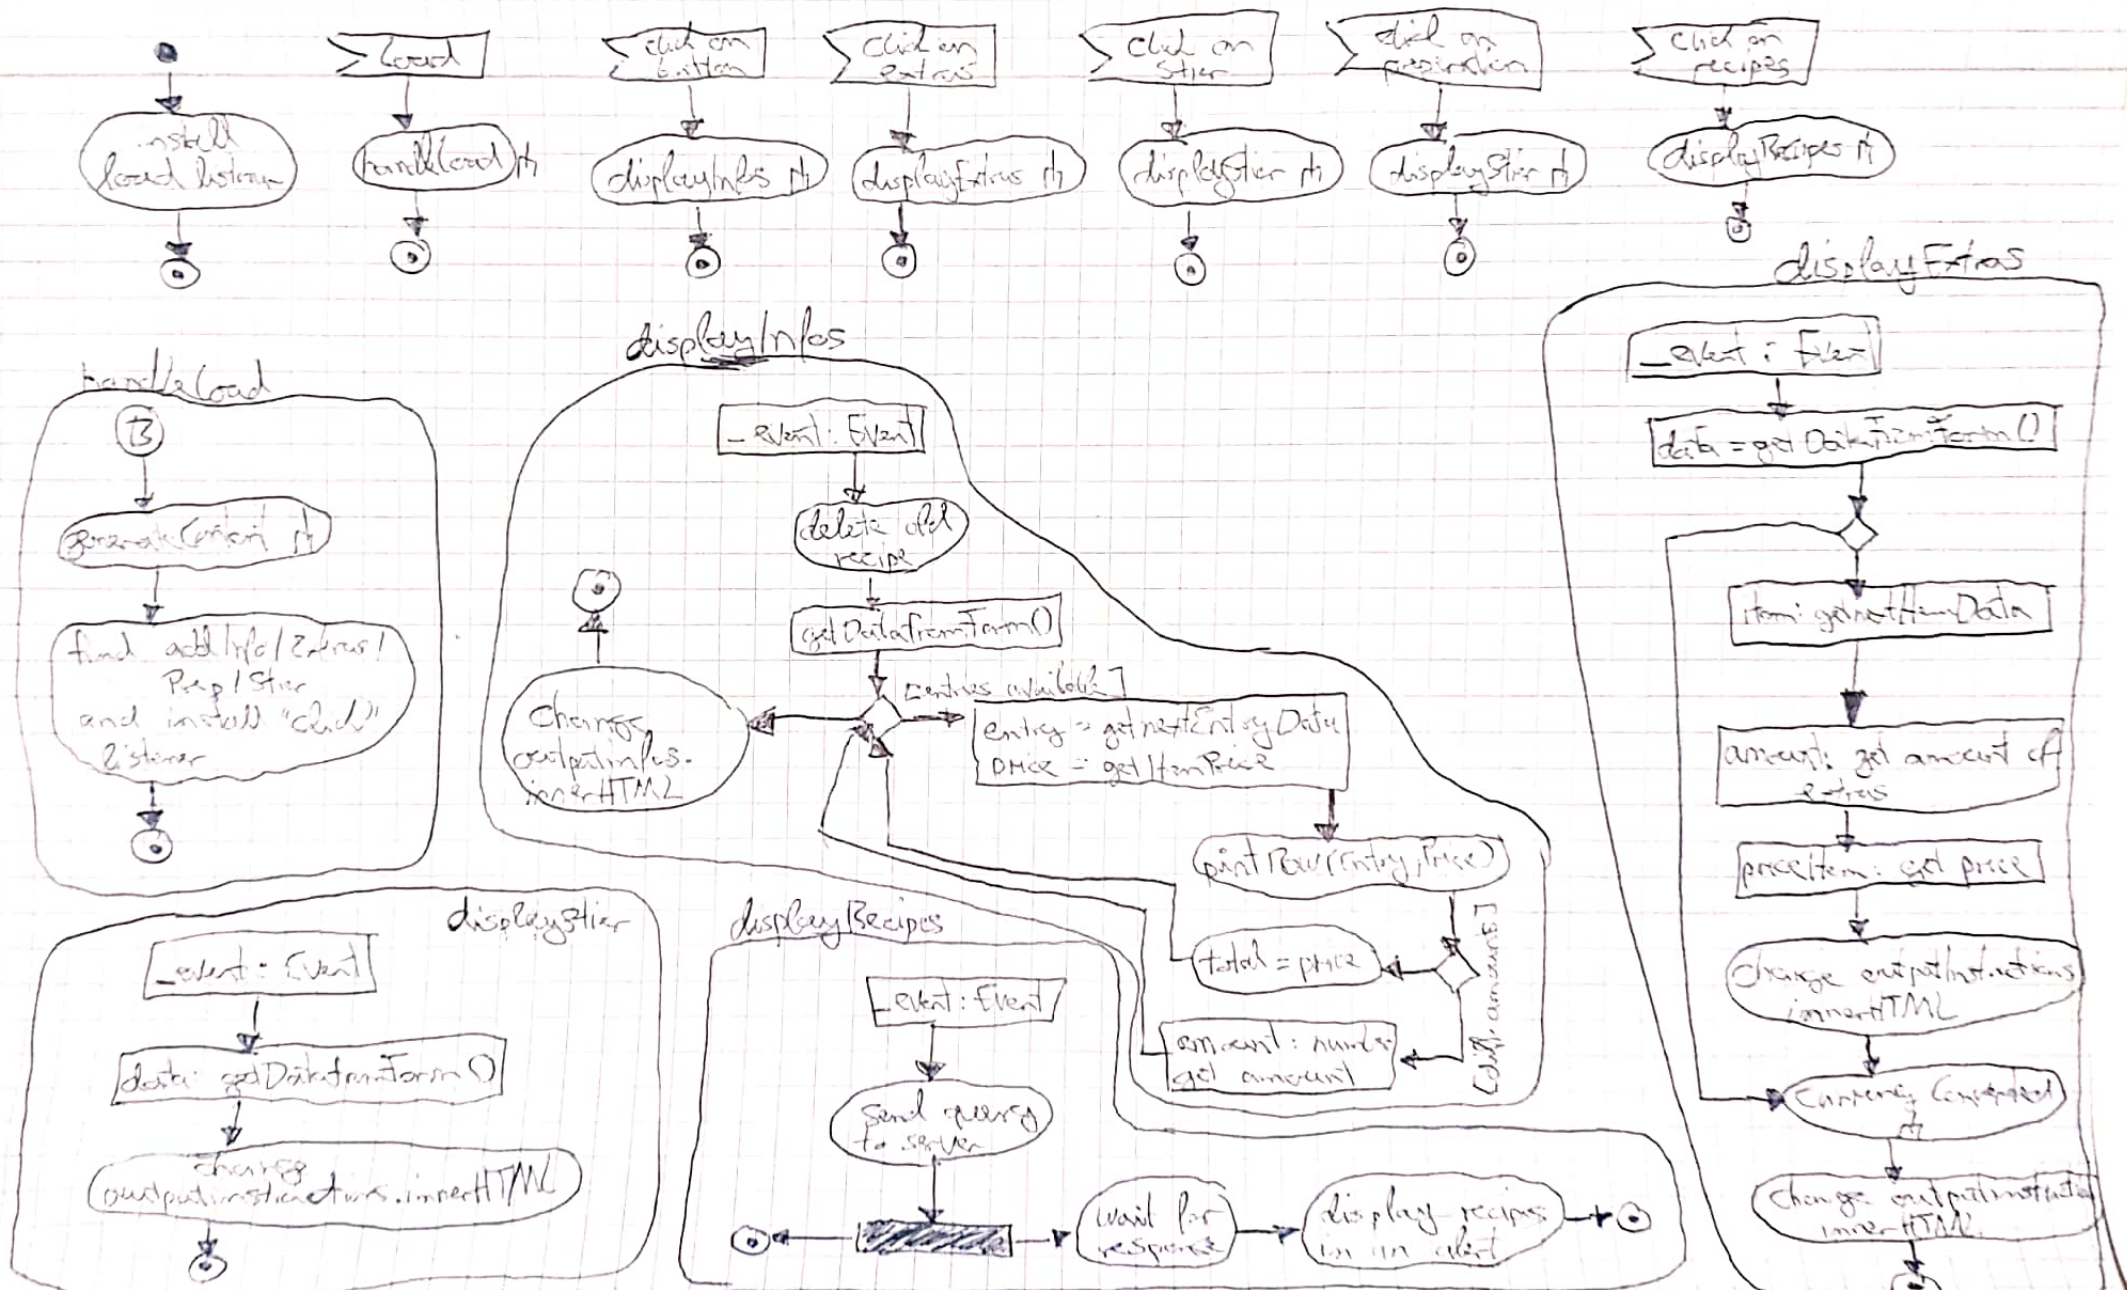 load
click on
button
click on
extras
click on
stier
click on
preparation
click on
recipes
install
load listener
handleLoad
displayInfos
displayExtras
displayStier
displayStier
displayRecipes
handleLoad
B
generateContent
find addInfo/Extras/
Prep/Stier
and install "click"
listener
displayInfos
_event: Event
delete old
recipe
getDatafromForm()
[entries available]
entry = getnextEntryData
price = getItemPrice
change
outputinfos.
innerHTML
printRow(Entry, Price)
[diff. amount]
total = price
amount:
get amount
displayExtras
_event: Event
data = getDatafromForm()
item: getnextItemData
amount: get amount of
extras
priceItem: get price
change outputInstructions
innerHTML
change outputInstructions
innerHTML
displayStier
_event: Event
data: getDatafromForm()
change
outputinstructions.innerHTML
displayRecipes
_event: Event
send query
to server
wait for
response
display recipes
in an alert